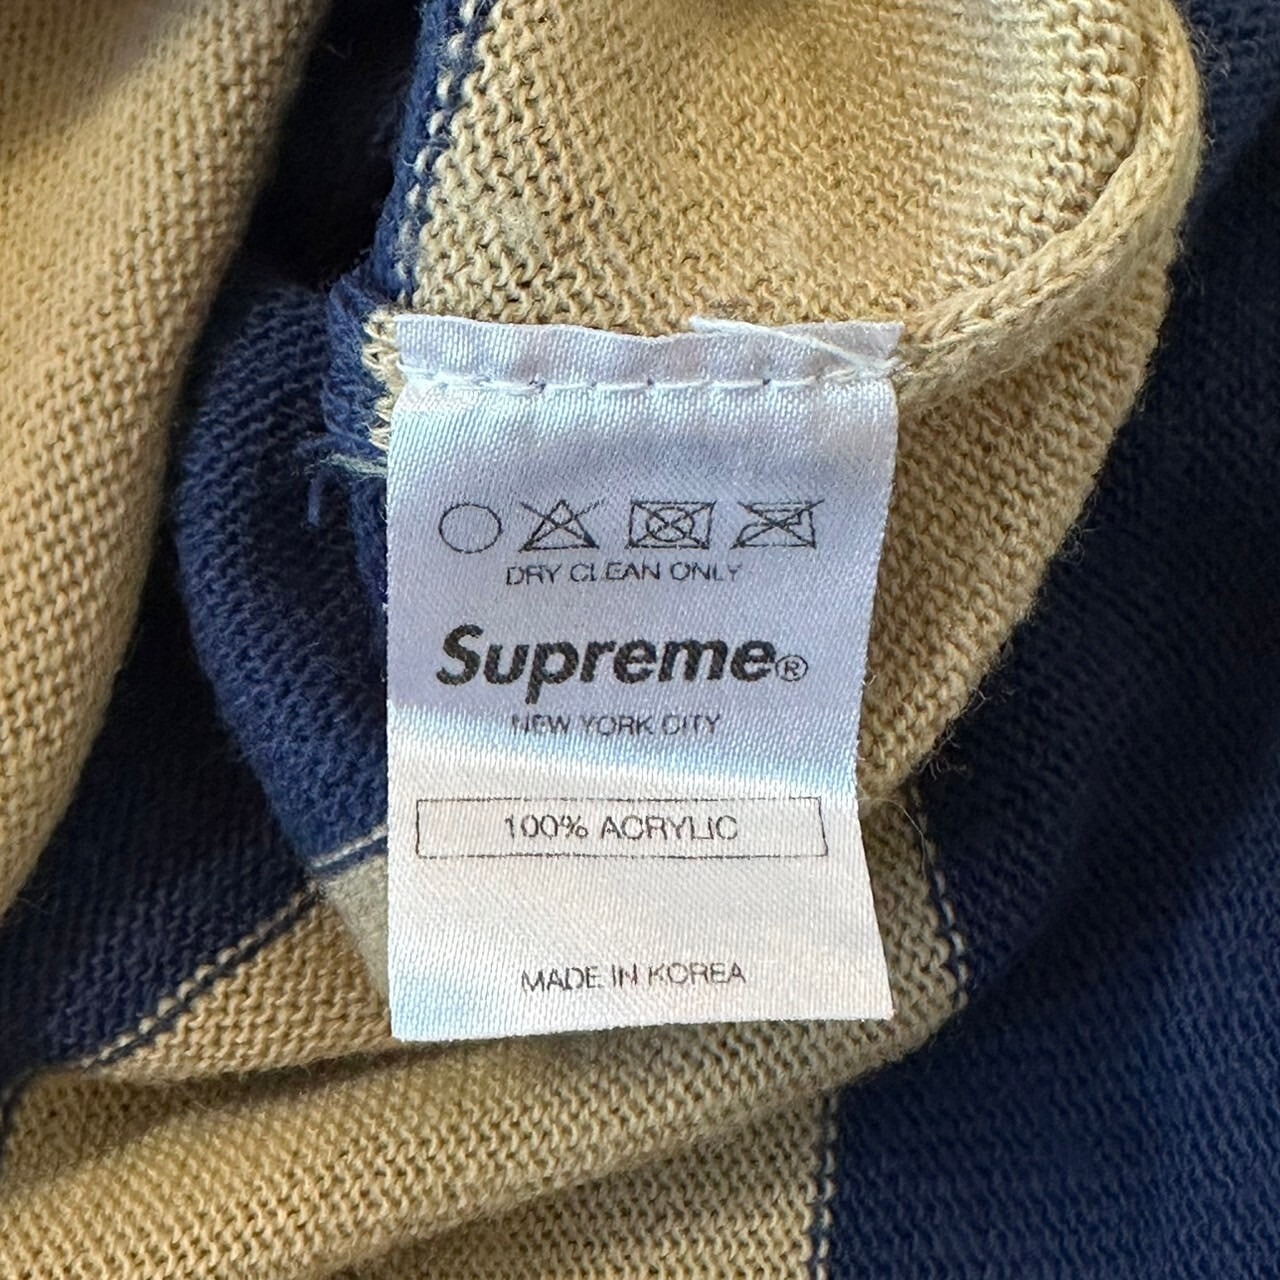 DRY CLEAN ONLY
Supreme®
NEW YORK CITY
100% ACRYLIC
MADE IN KOREA